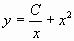 y = C/x + x²